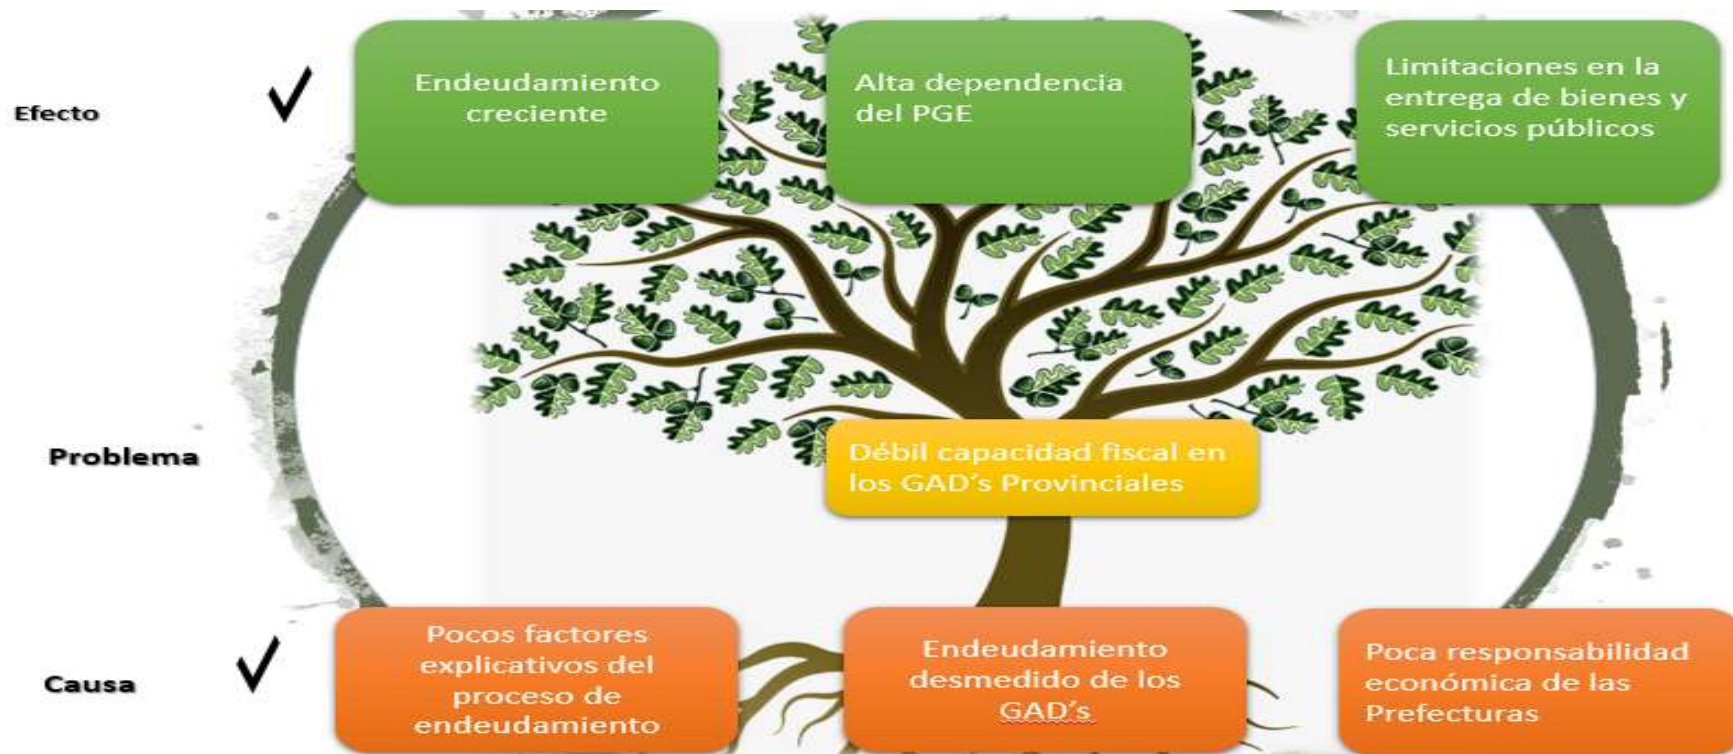 Efecto
Endeudamiento
creciente
Alta dependencia
del PGE
Limitaciones en la
entrega de bienes y
servicios públicos
Problema
Débil capacidad fiscal en
los GAD’s Provinciales
Causa
Pocos factores
explicativos del
proceso de
endeudamiento
Endeudamiento
desmedido de los
GAD’s
Poca responsabilidad
económica de las
Prefecturas